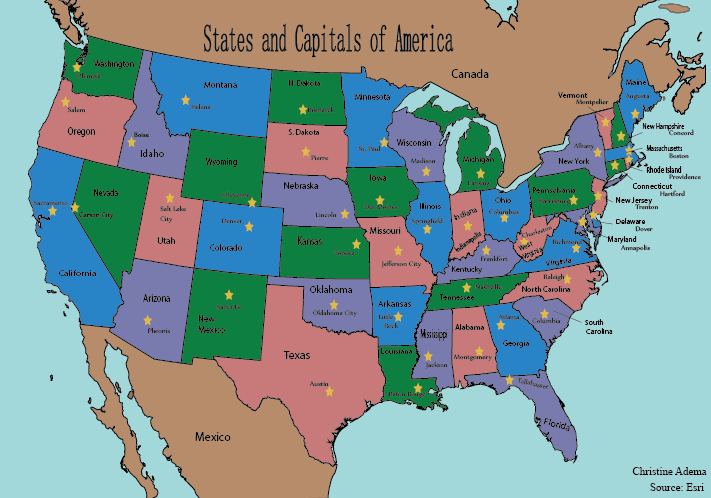 States and Capitals of America
Canada
Washington
Olympia
Montana
Helena
N. Dakota
Bismarck
Minnesota
St. Paul
Salem
Oregon
Boise
Idaho
Wyoming
Cheyenne
S. Dakota
Pierre
Wisconsin
Madison
Michigan
Lansing
Vermont
Montpelier
Maine
Augusta
New Hampshire
Concord
Massachusetts
Boston
Rhode Island
Providence
Connecticut
Hartford
Albany
New York
New Jersey
Trenton
Pennsylvania
Harrisburg
Delaware
Dover
Maryland
Annapolis
Nevada
Carson City
Sacramento
California
Salt Lake
City
Utah
Denver
Colorado
Nebraska
Lincoln
Iowa
Des Moines
Kansas
Topeka
Missouri
Jefferson City
Illinois
Springfield
Indiana
Indianapolis
Ohio
Columbus
Charleston
West
Virginia
Richmond
Virginia
Frankfort
Kentucky
Nashville
Tennessee
Raleigh
North Carolina
South
Carolina
Columbia
Arizona
Pheonix
Santa Fe
New
Mexico
Oklahoma
Oklahoma City
Arkansas
Little
Rock
Texas
Austin
Louisiana
Baton Rouge
Mississippi
Jackson
Alabama
Montgomery
Atlanta
Georgia
Tallahassee
Florida
Mexico
Christine Adema
Source: Esri